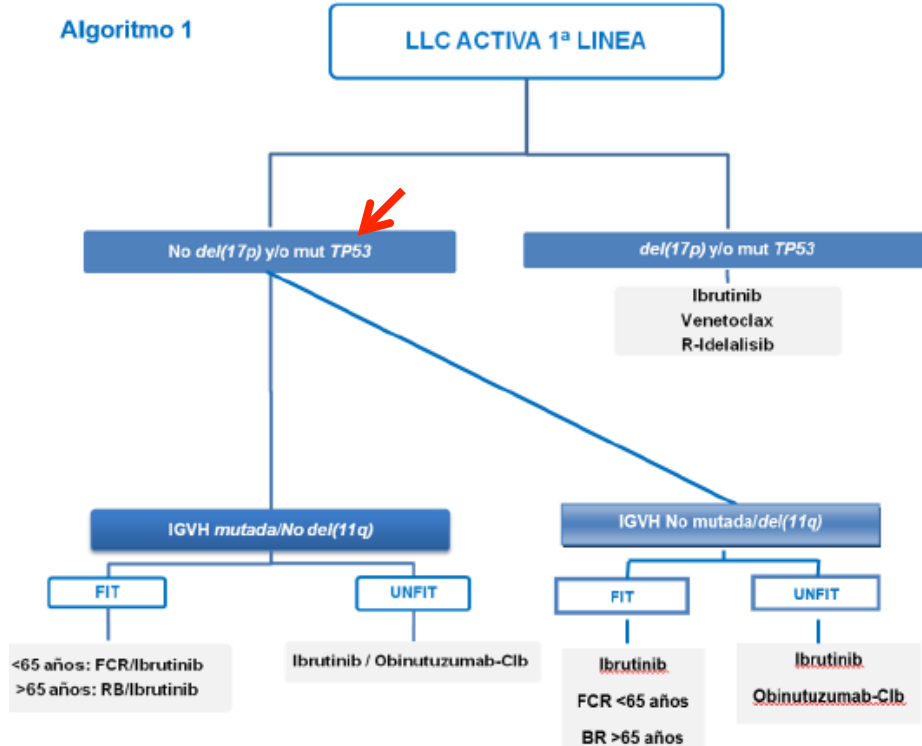 Algoritmo 1
LLC ACTIVA 1ª LINEA
No del(17p) y/o mut TP53
del(17p) y/o mut TP53
Ibrutinib
Venetoclax
R-Idelalisib
IGVH mutada/No del(11q)
IGVH No mutada/del(11q)
FIT
UNFIT
FIT
UNFIT
<65 años: FCR/Ibrutinib
>65 años: RB/Ibrutinib
Ibrutinib / Obinutuzumab-Clb
Ibrutinib
FCR <65 años
BR >65 años
Ibrutinib
Obinutuzumab-Clb